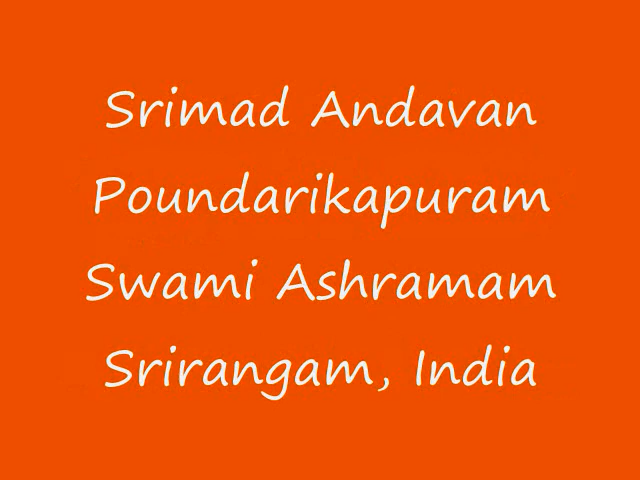 Srimad Andavan
Poundarikapuram
Swami Ashramam
Srirangam, India